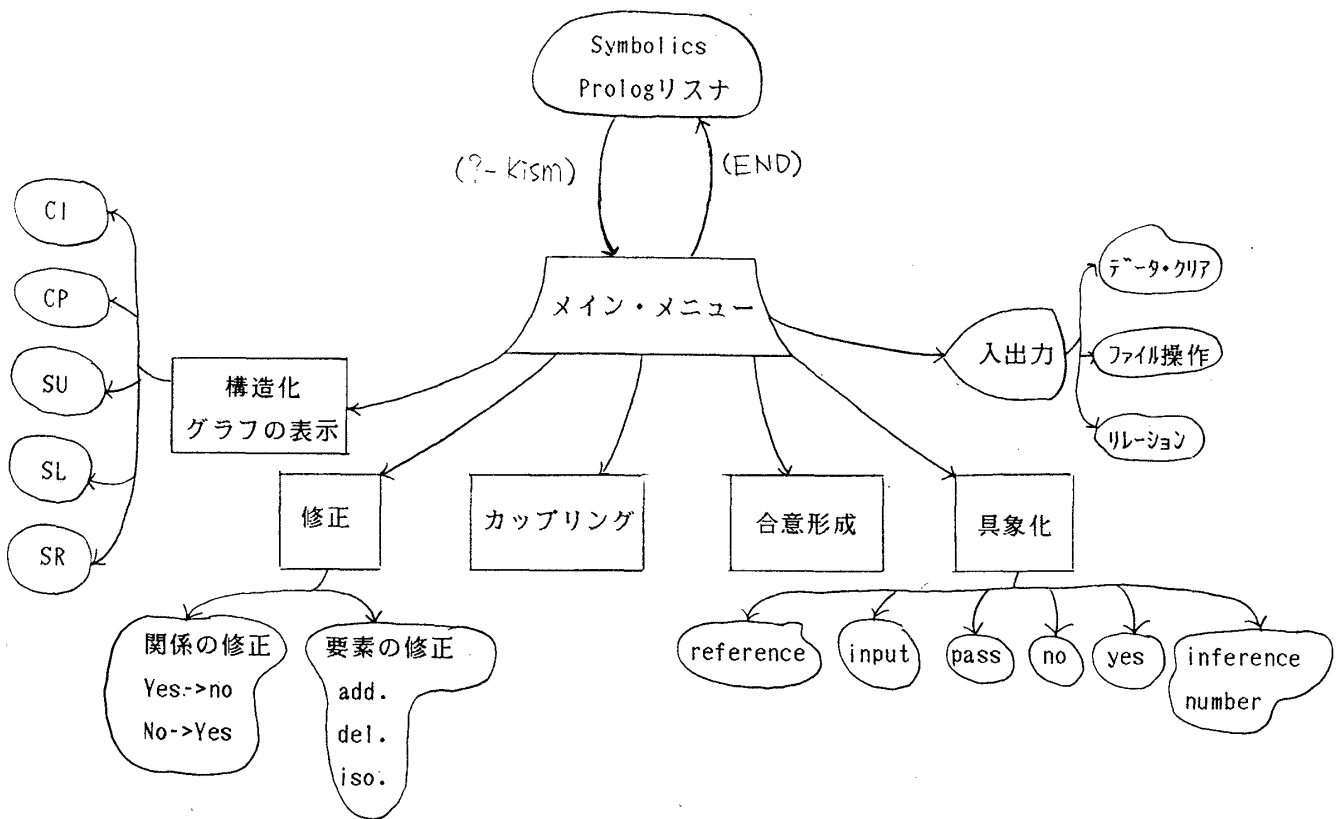 Symbolics
Prologリスナ
(?- Kism)
(END)
CI
CP
SU
SL
SR
メイン・メニュー
データ・クリア
ファイル操作
リレーション
入出力
構造化
グラフの表示
修正
カップリング
合意形成
具象化
関係の修正
Yes->no
No->Yes
要素の修正
add.
del.
iso.
reference
input
pass
no
yes
inference
number